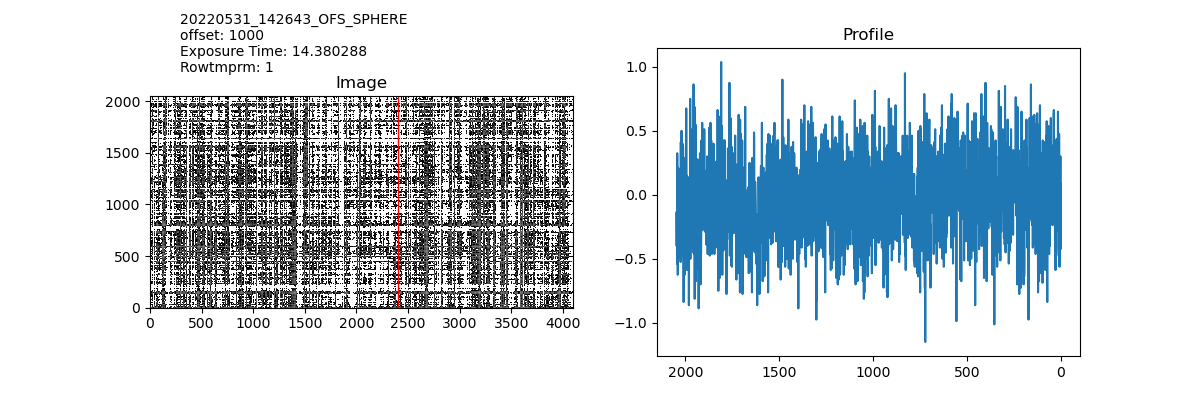 20220531_142643_OFS_SPHERE
offset: 1000
Exposure Time: 14.380288
Rowtmprm: 1
Image
2000
1500
1000
500
0
0 500 1000 1500 2000 2500 3000 3500 4000
Profile
1.0
0.5
0.0
−0.5
−1.0
2000 1500 1000 500 0